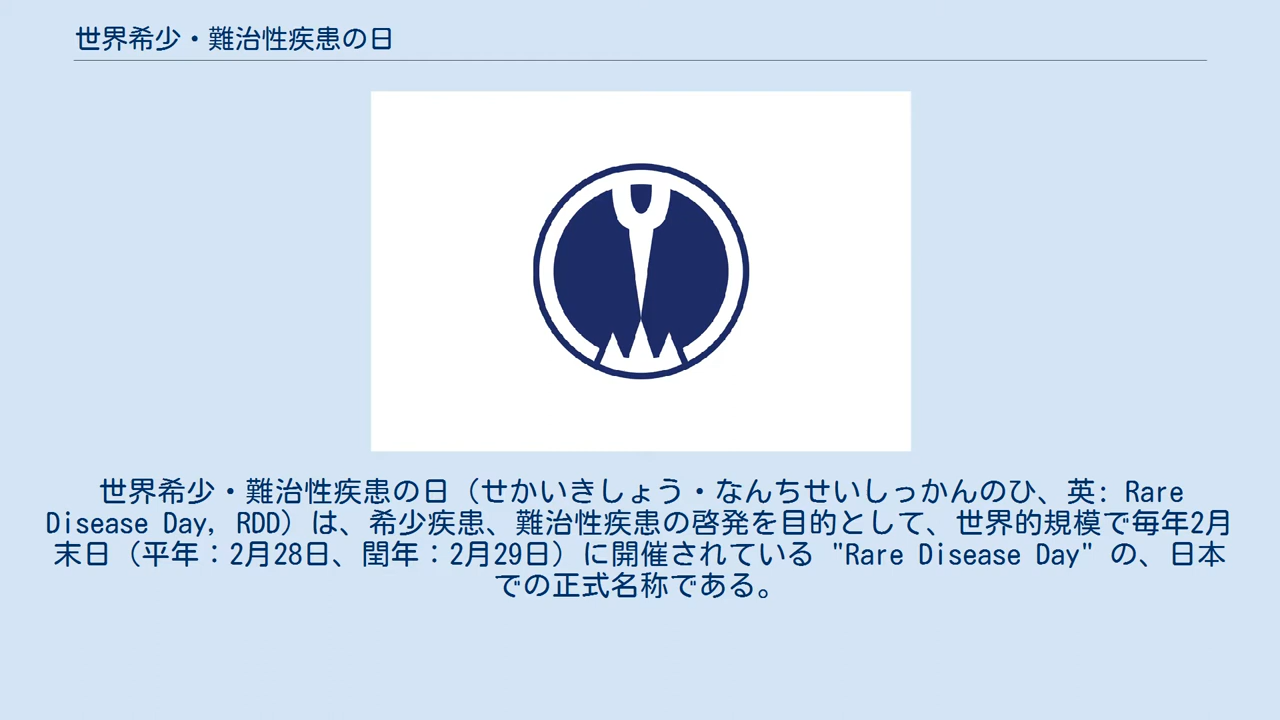 世界希少・難治性疾患の日
世界希少・難治性疾患の日（せかいきしょう・なんちせいしっかんのひ、英: Rare
Disease Day, RDD）は、希少疾患、難治性疾患の啓発を目的として、世界的規模で毎年2月
末日（平年：2月28日、閏年：2月29日）に開催されている "Rare Disease Day" の、日本
での正式名称である。